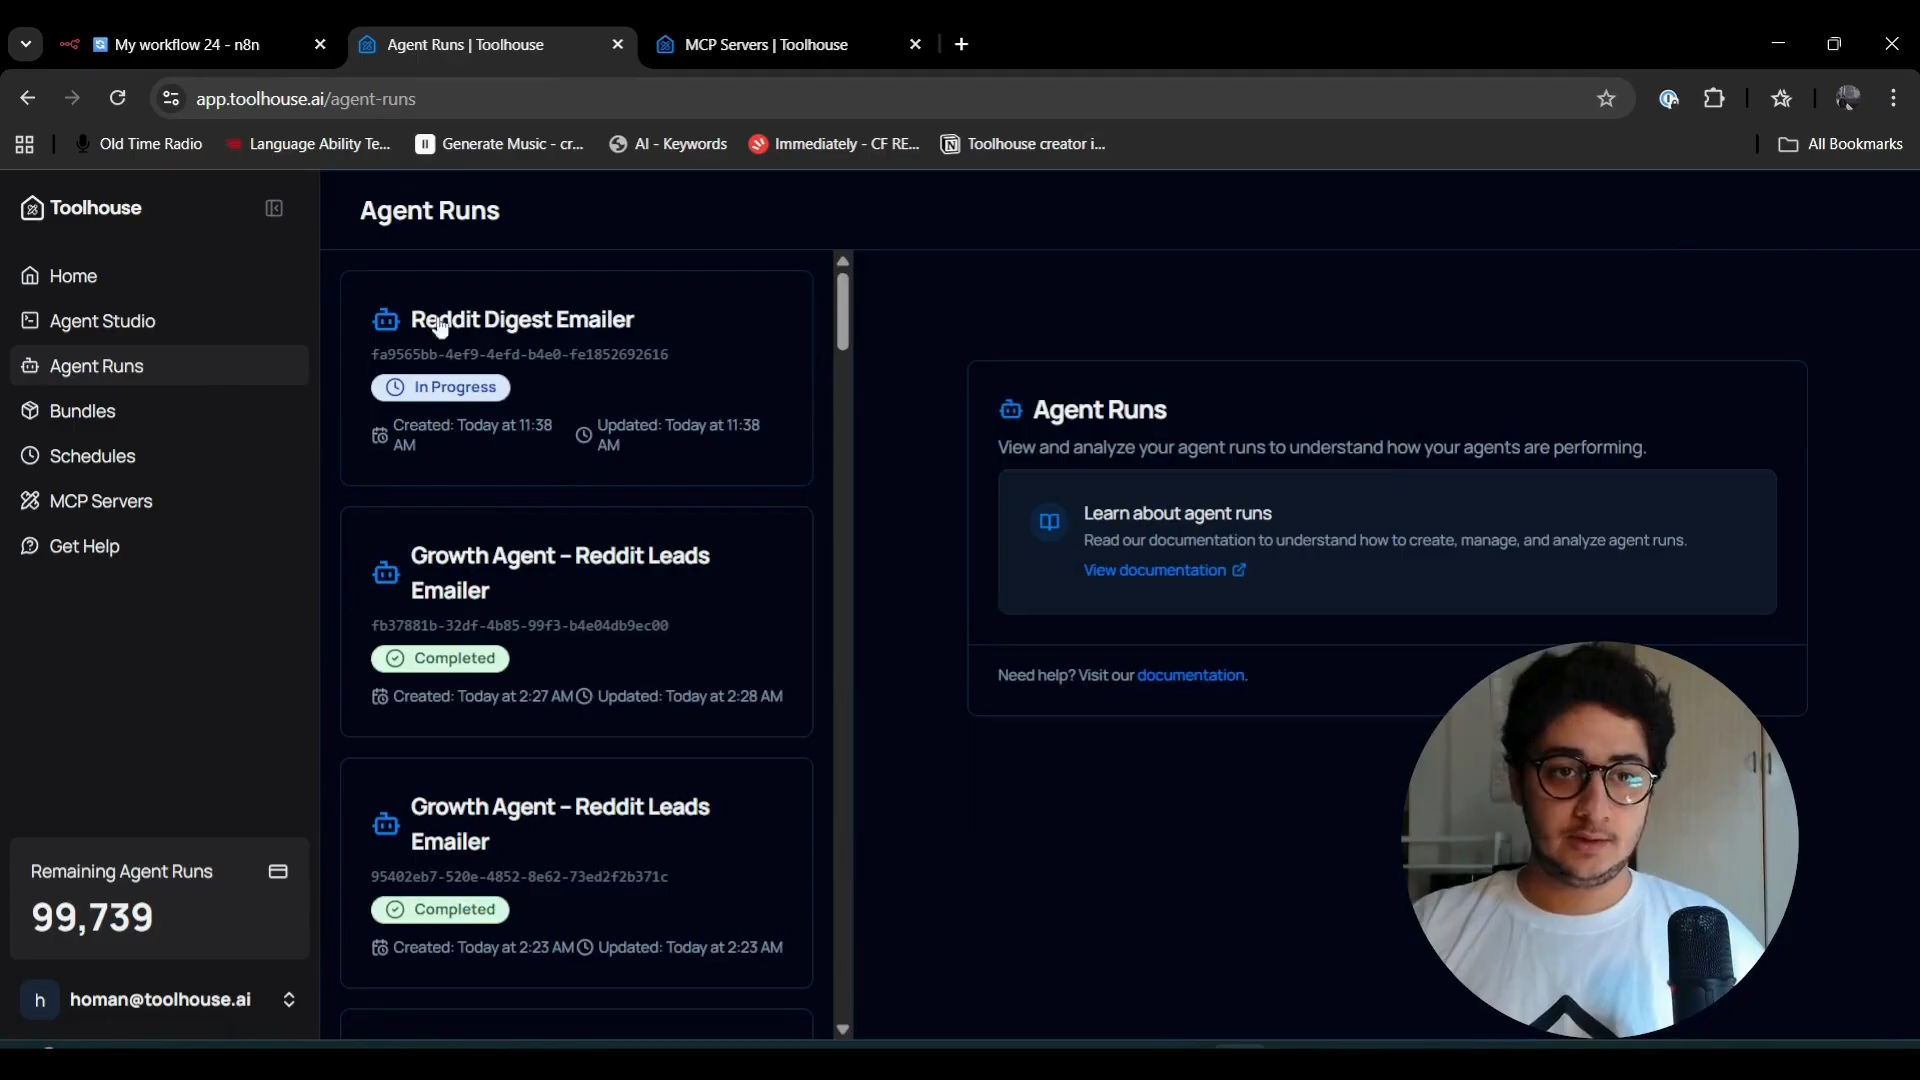 My workflow 24 - n8n
Agent Runs | Toolhouse
MCP Servers | Toolhouse
app.toolhouse.ai/agent-runs
Old Time Radio
Language Ability Te...
Generate Music - cr...
AI - Keywords
Immediately - CF RE...
Toolhouse creator i...
All Bookmarks
Toolhouse
Home
Agent Studio
Agent Runs
Bundles
Schedules
MCP Servers
Get Help
Remaining Agent Runs
99,739
h
homan@toolhouse.ai
Agent Runs
Reddit Digest Emailer
fa9565bb-4ef9-4efd-b4e0-fe1852692616
In Progress
Created: Today at 11:38
AM
Updated: Today at 11:38
AM
Growth Agent – Reddit Leads
Emailer
fb37881b-32df-4b85-99f3-b4e04db9ec00
Completed
Created: Today at 2:27 AM
Updated: Today at 2:28 AM
Growth Agent – Reddit Leads
Emailer
95402eb7-520e-4852-8e62-73ed2f2b371c
Completed
Created: Today at 2:23 AM
Updated: Today at 2:23 AM
Agent Runs
View and analyze your agent runs to understand how your agents are performing.
Learn about agent runs
Read our documentation to understand how to create, manage, and analyze agent runs.
View documentation
Need help? Visit our documentation.